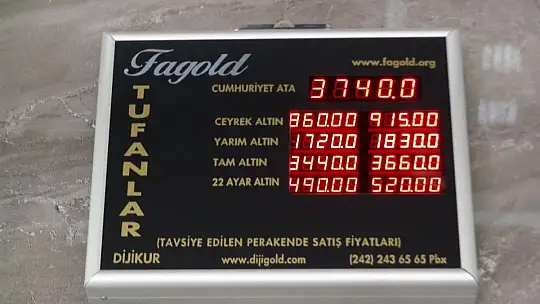 Fagold
www.fagold.org
TUFANLAR
CUMHURİYET ATA 3740.0
ÇEYREK ALTIN 860.00 915.00
YARIM ALTIN 1720.0 1830.0
TAM ALTIN 3440.0 3660.0
22 AYAR ALTIN 490.00 520.00
(TAVSİYE EDİLEN PERAKENDE SATIŞ FİYATLARI)
DİJİKUR www.dijigold.com (242) 243 65 65 Pbx